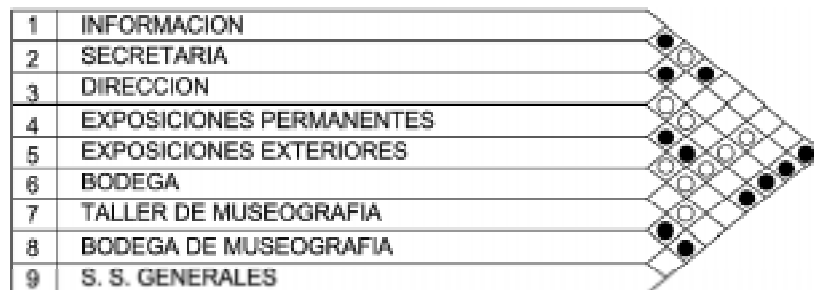 1 INFORMACION
2 SECRETARIA
3 DIRECCION
4 EXPOSICIONES PERMANENTES
5 EXPOSICIONES EXTERIORES
6 BODEGA
7 TALLER DE MUSEOGRAFIA
8 BODEGA DE MUSEOGRAFIA
9 S. S. GENERALES